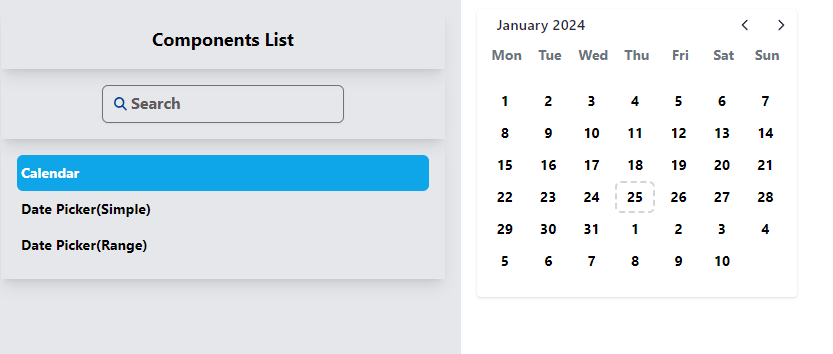 Components List
Search
Calendar
Date Picker(Simple)
Date Picker(Range)
January 2024
Mon Tue Wed Thu Fri Sat Sun
1 2 3 4 5 6 7
8 9 10 11 12 13 14
15 16 17 18 19 20 21
22 23 24 25 26 27 28
29 30 31 1 2 3 4
5 6 7 8 9 10